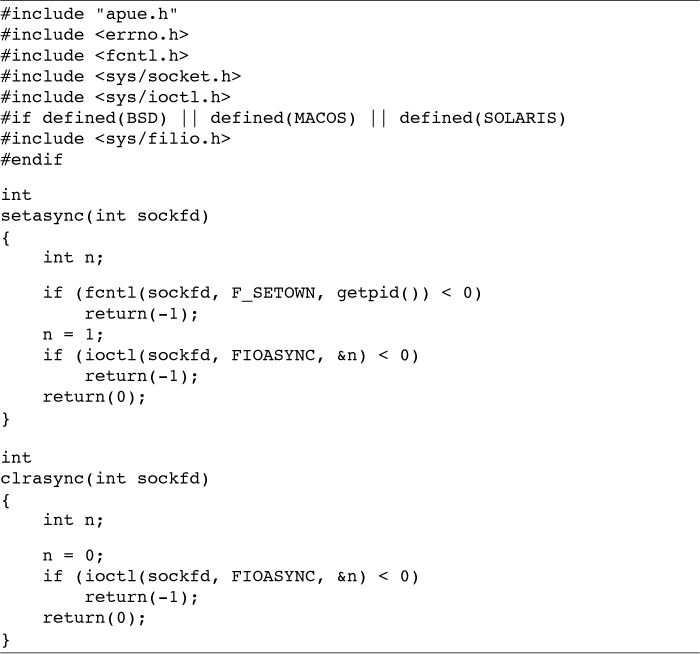 #include "apue.h"
#include <errno.h>
#include <fcntl.h>
#include <sys/socket.h>
#include <sys/ioctl.h>
#if defined(BSD) || defined(MACOS) || defined(SOLARIS)
#include <sys/filio.h>
#endif

int
setasync(int sockfd)
{
    int n;

    if (fcntl(sockfd, F_SETOWN, getpid()) < 0)
        return(-1);
    n = 1;
    if (ioctl(sockfd, FIOASYNC, &n) < 0)
        return(-1);
    return(0);
}

int
clrasync(int sockfd)
{
    int n;

    n = 0;
    if (ioctl(sockfd, FIOASYNC, &n) < 0)
        return(-1);
    return(0);
}